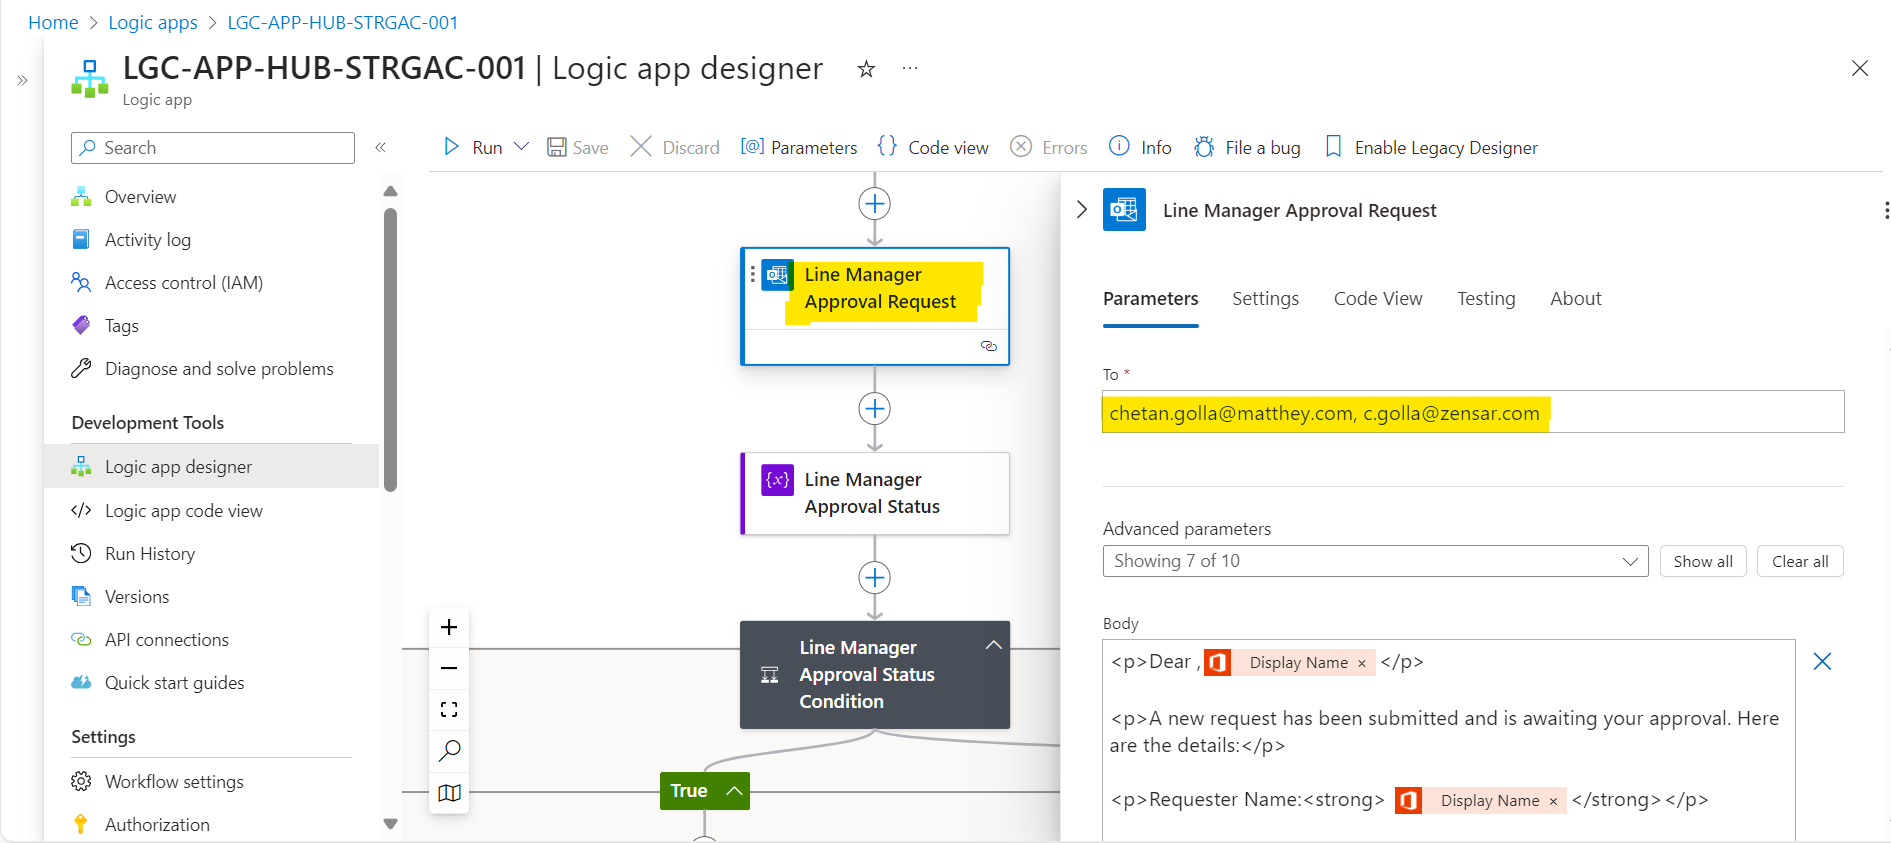 Home > Logic apps > LGC-APP-HUB-STRGAC-001
LGC-APP-HUB-STRGAC-001 | Logic app designer
Logic app
Search
Overview
Activity log
Access control (IAM)
Tags
Diagnose and solve problems
Development Tools
Logic app designer
Logic app code view
Run History
Versions
API connections
Quick start guides
Settings
Workflow settings
Authorization
Run Save Discard Parameters Code view Errors Info File a bug Enable Legacy Designer
Line Manager
Approval Request
Line Manager
Approval Status
Line Manager
Approval Status
Condition
True
Line Manager Approval Request
Parameters Settings Code View Testing About
To *
chetan.golla@matthey.com, c.golla@zensar.com
Advanced parameters
Showing 7 of 10
Show all
Clear all
Body
<p>Dear , Display Name × </p>
<p>A new request has been submitted and is awaiting your approval. Here
are the details:</p>
<p>Requester Name:<strong> Display Name × </strong></p>